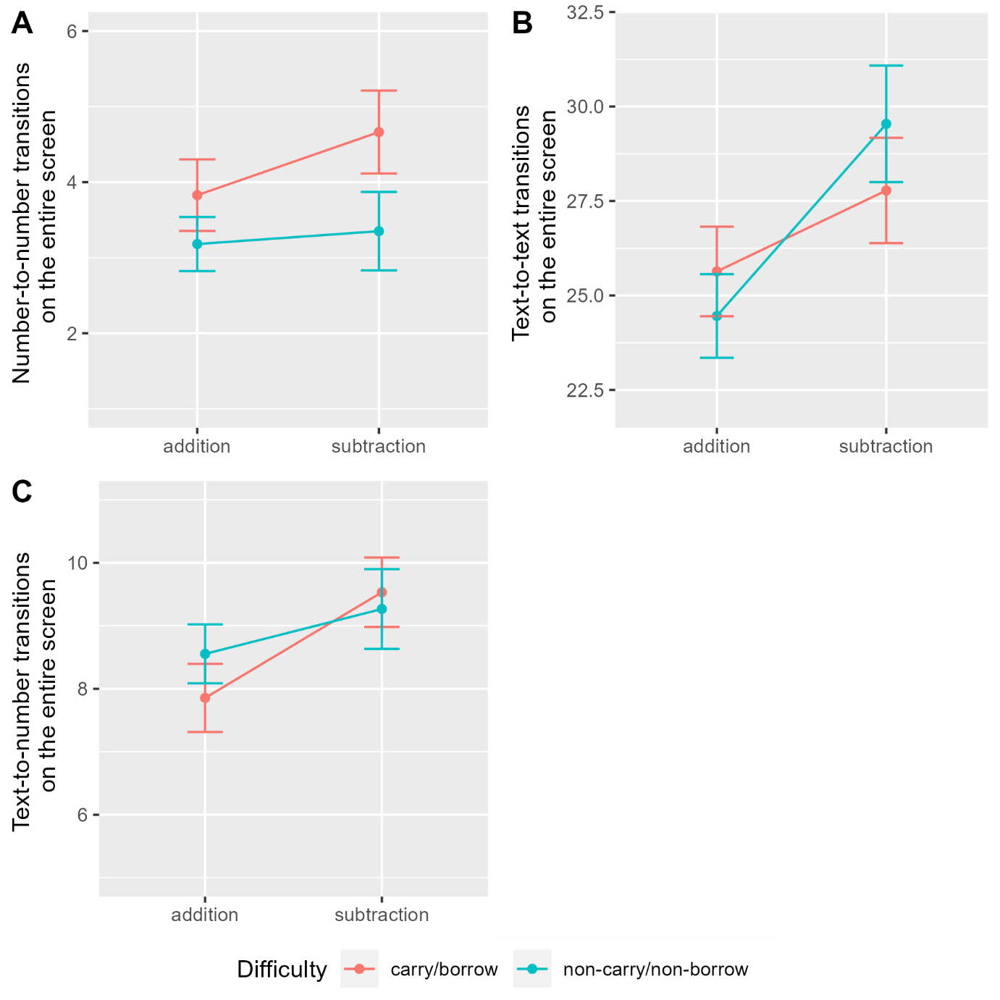 A
Number-to-number transitions
on the entire screen
6
4
2
addition
subtraction
B
Text-to-text transitions
on the entire screen
32.5
30.0
27.5
25.0
22.5
addition
subtraction
C
Text-to-number transitions
on the entire screen
10
8
6
addition
subtraction
Difficulty
carry/borrow
non-carry/non-borrow